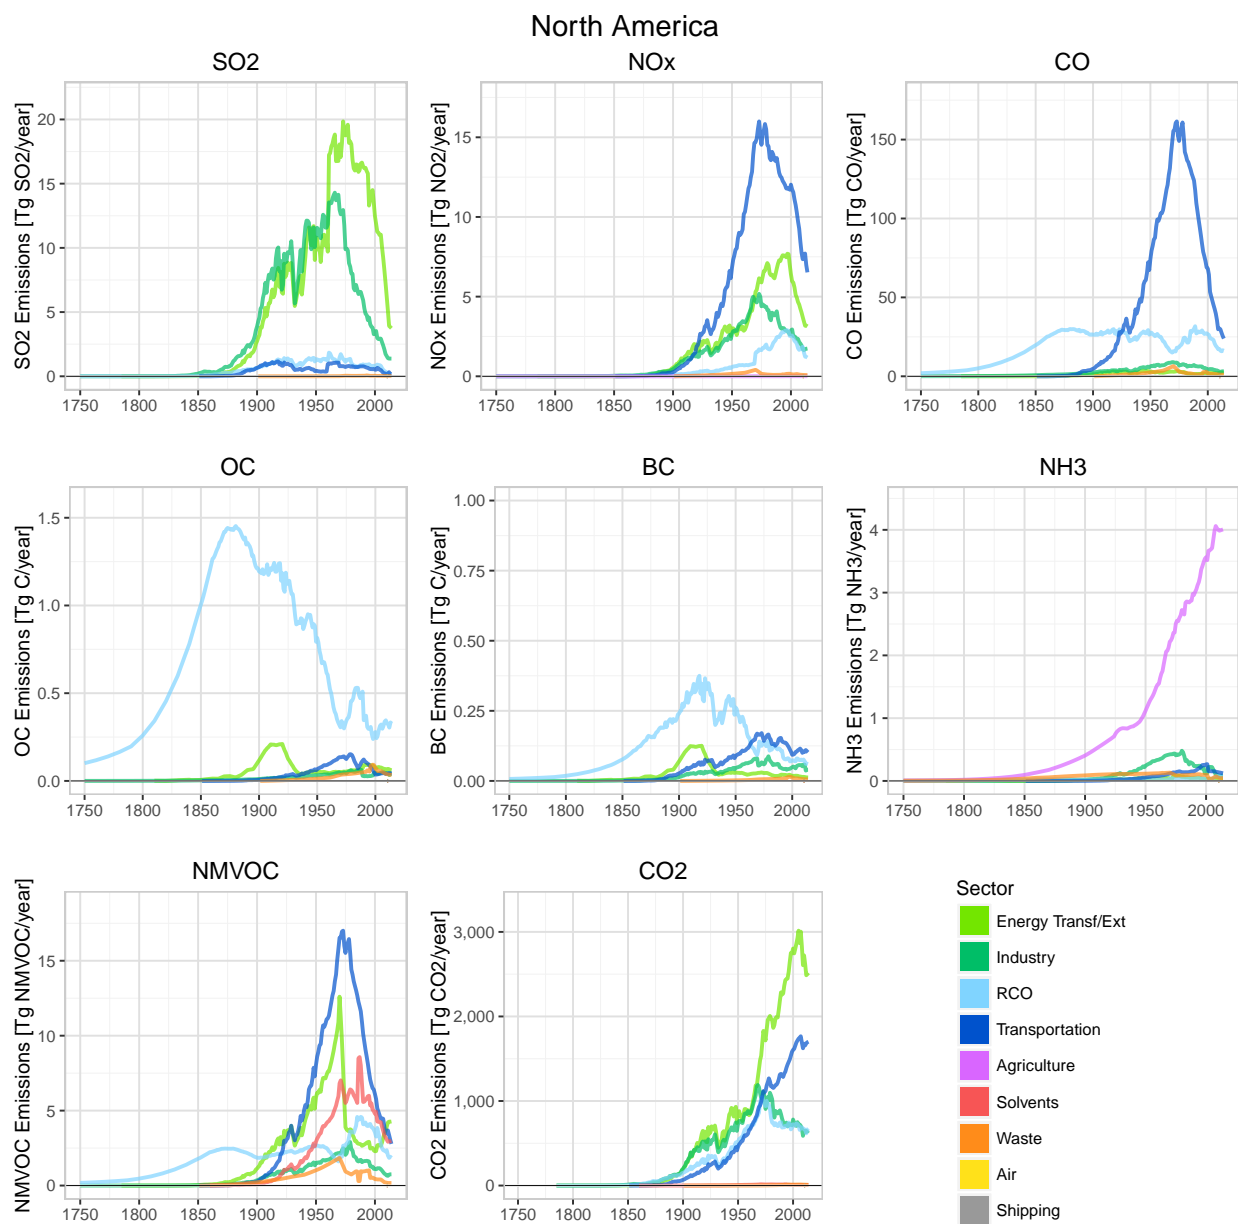 North America
SO2 NOx CO
SO2 Emissions [Tg SO2/year]
20
15
10
5
0
1750 1800 1850 1900 1950 2000
NOx Emissions [Tg NO2/year]
15
10
5
0
1750 1800 1850 1900 1950 2000
CO Emissions [Tg CO/year]
150
100
50
0
1750 1800 1850 1900 1950 2000
OC BC NH3
OC Emissions [Tg C/year]
1.5
1.0
0.5
0.0
1750 1800 1850 1900 1950 2000
BC Emissions [Tg C/year]
1.00
0.75
0.50
0.25
0.00
1750 1800 1850 1900 1950 2000
NH3 Emissions [Tg NH3/year]
4
3
2
1
0
1750 1800 1850 1900 1950 2000
NMVOC CO2
NMVOC Emissions [Tg NMVOC/year]
15
10
5
0
1750 1800 1850 1900 1950 2000
CO2 Emissions [Tg CO2/year]
3,000
2,000
1,000
0
1750 1800 1850 1900 1950 2000
Sector
Energy Transf/Ext
Industry
RCO
Transportation
Agriculture
Solvents
Waste
Air
Shipping